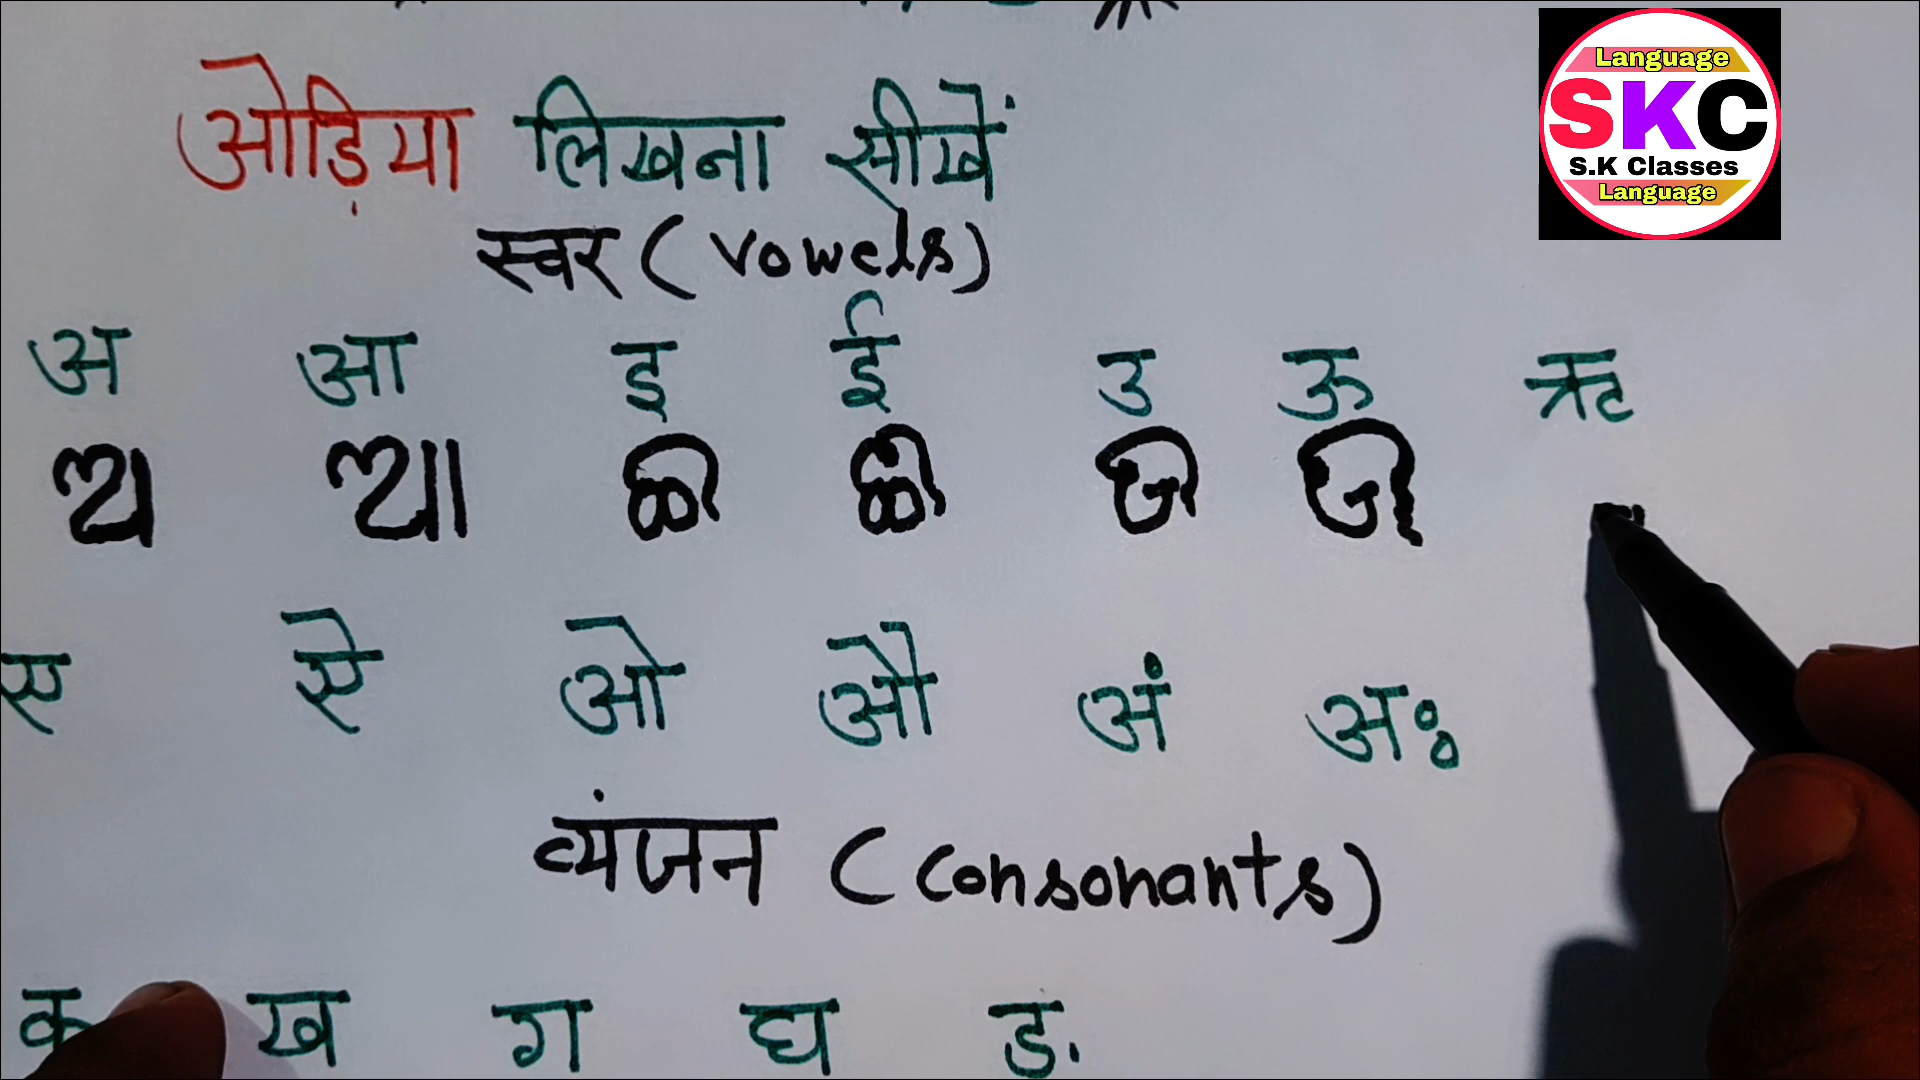 ओड़िया लिखना सीखें
स्वर (vowels)
अ आ इ ई उ ऊ ऋ
ଅ ଆ ଇ ଈ ଉ ଊ
ए ऐ ओ औ अं अः
व्यंजन (consonants)
क ख ग घ ङ
Language
SKC
S.K Classes
Language